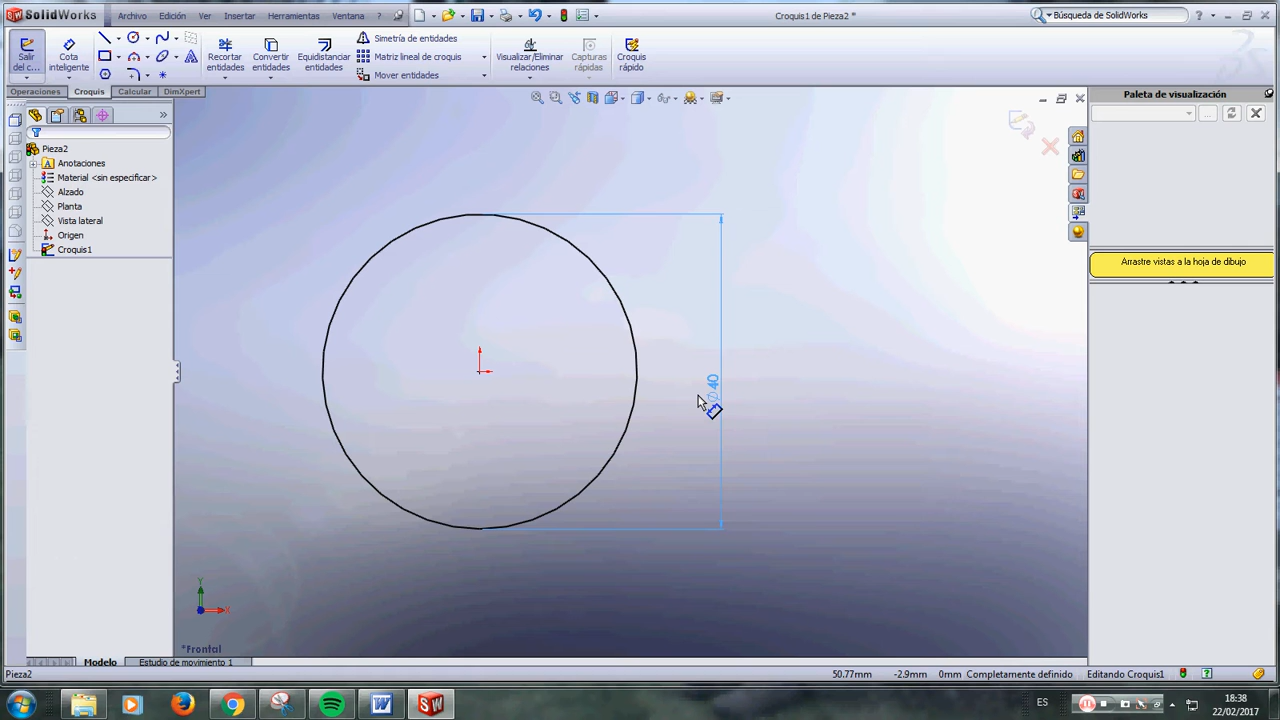 SolidWorks Archivo Edición Ver Insertar Herramientas Ventana ? Croquis1 de Pieza2 * Búsqueda de SolidWorks
Salir del c...
Cota inteligente
Recortar entidades
Convertir entidades
Equidistanciar entidades
Simetría de entidades
Matriz lineal de croquis
Mover entidades
Visualizar/Eliminar relaciones
Capturas rápidas
Croquis rápido
Operaciones Croquis Calcular DimXpert
Paleta de visualización
Pieza2
Anotaciones
Material <sin especificar>
Alzado
Planta
Vista lateral
Origen
Croquis1
Arrastre vistas a la hoja de dibujo
∅ 40
Y
X
*Frontal
Modelo Estudio de movimiento 1
Pieza2 50.77mm -2.9mm 0mm Completamente definido Editando Croquis1
ES 18:38
22/02/2017